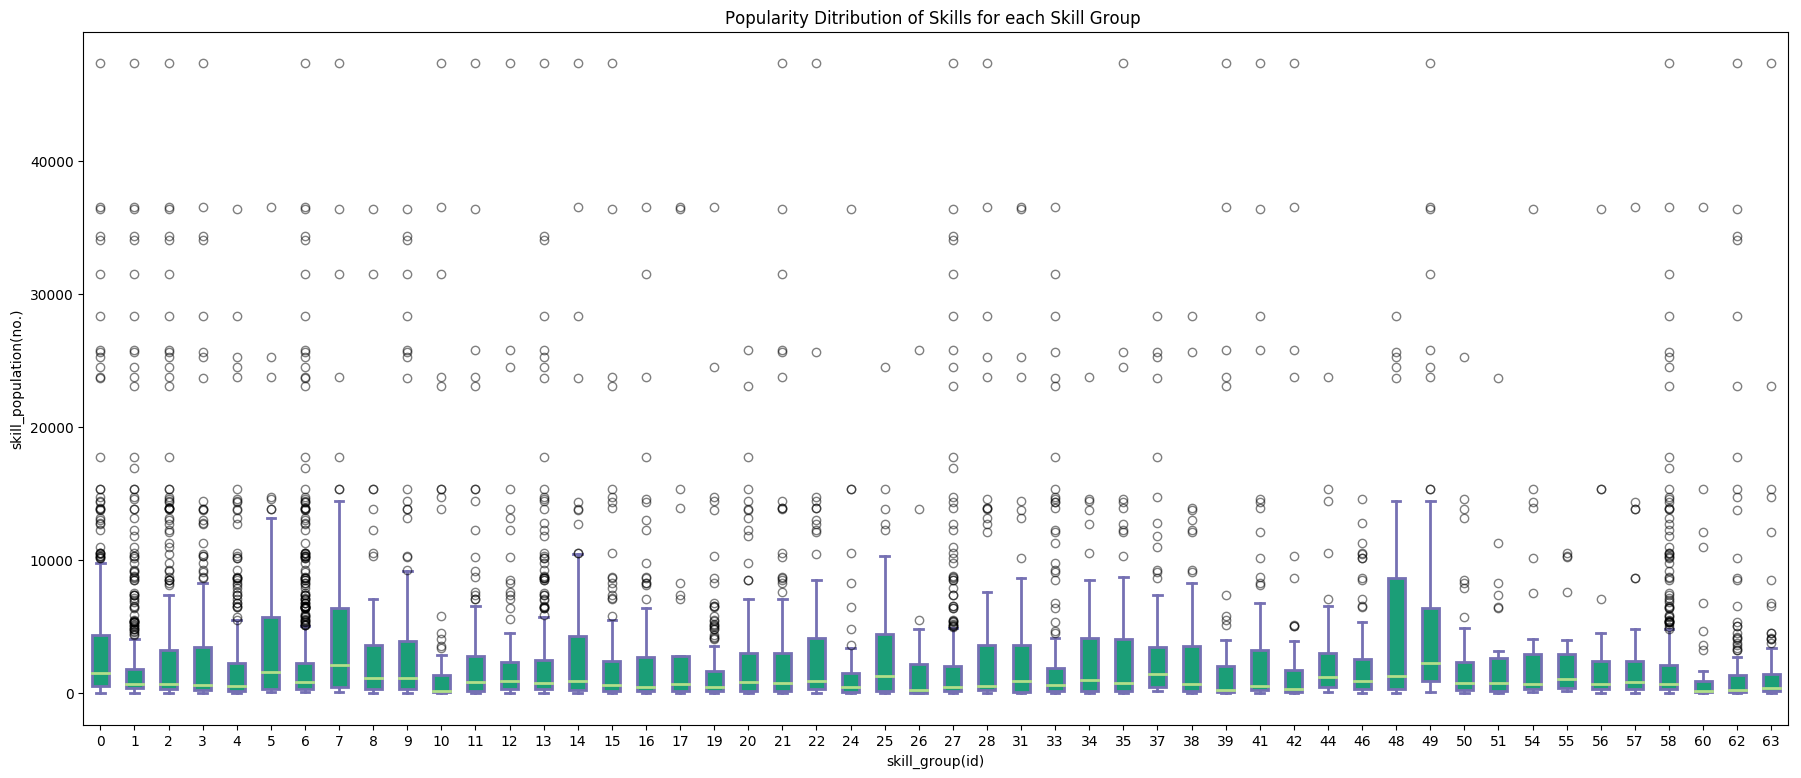 Popularity Ditribution of Skills for each Skill Group
skill_population(no.)
40000
30000
20000
10000
0
0 1 2 3 4 5 6 7 8 9 10 11 12 13 14 15 16 17 19 20 21 22 24 25 26 27 28 31 33 34 35 37 38 39 41 42 44 46 48 49 50 51 54 55 56 57 58 60 62 63
skill_group(id)